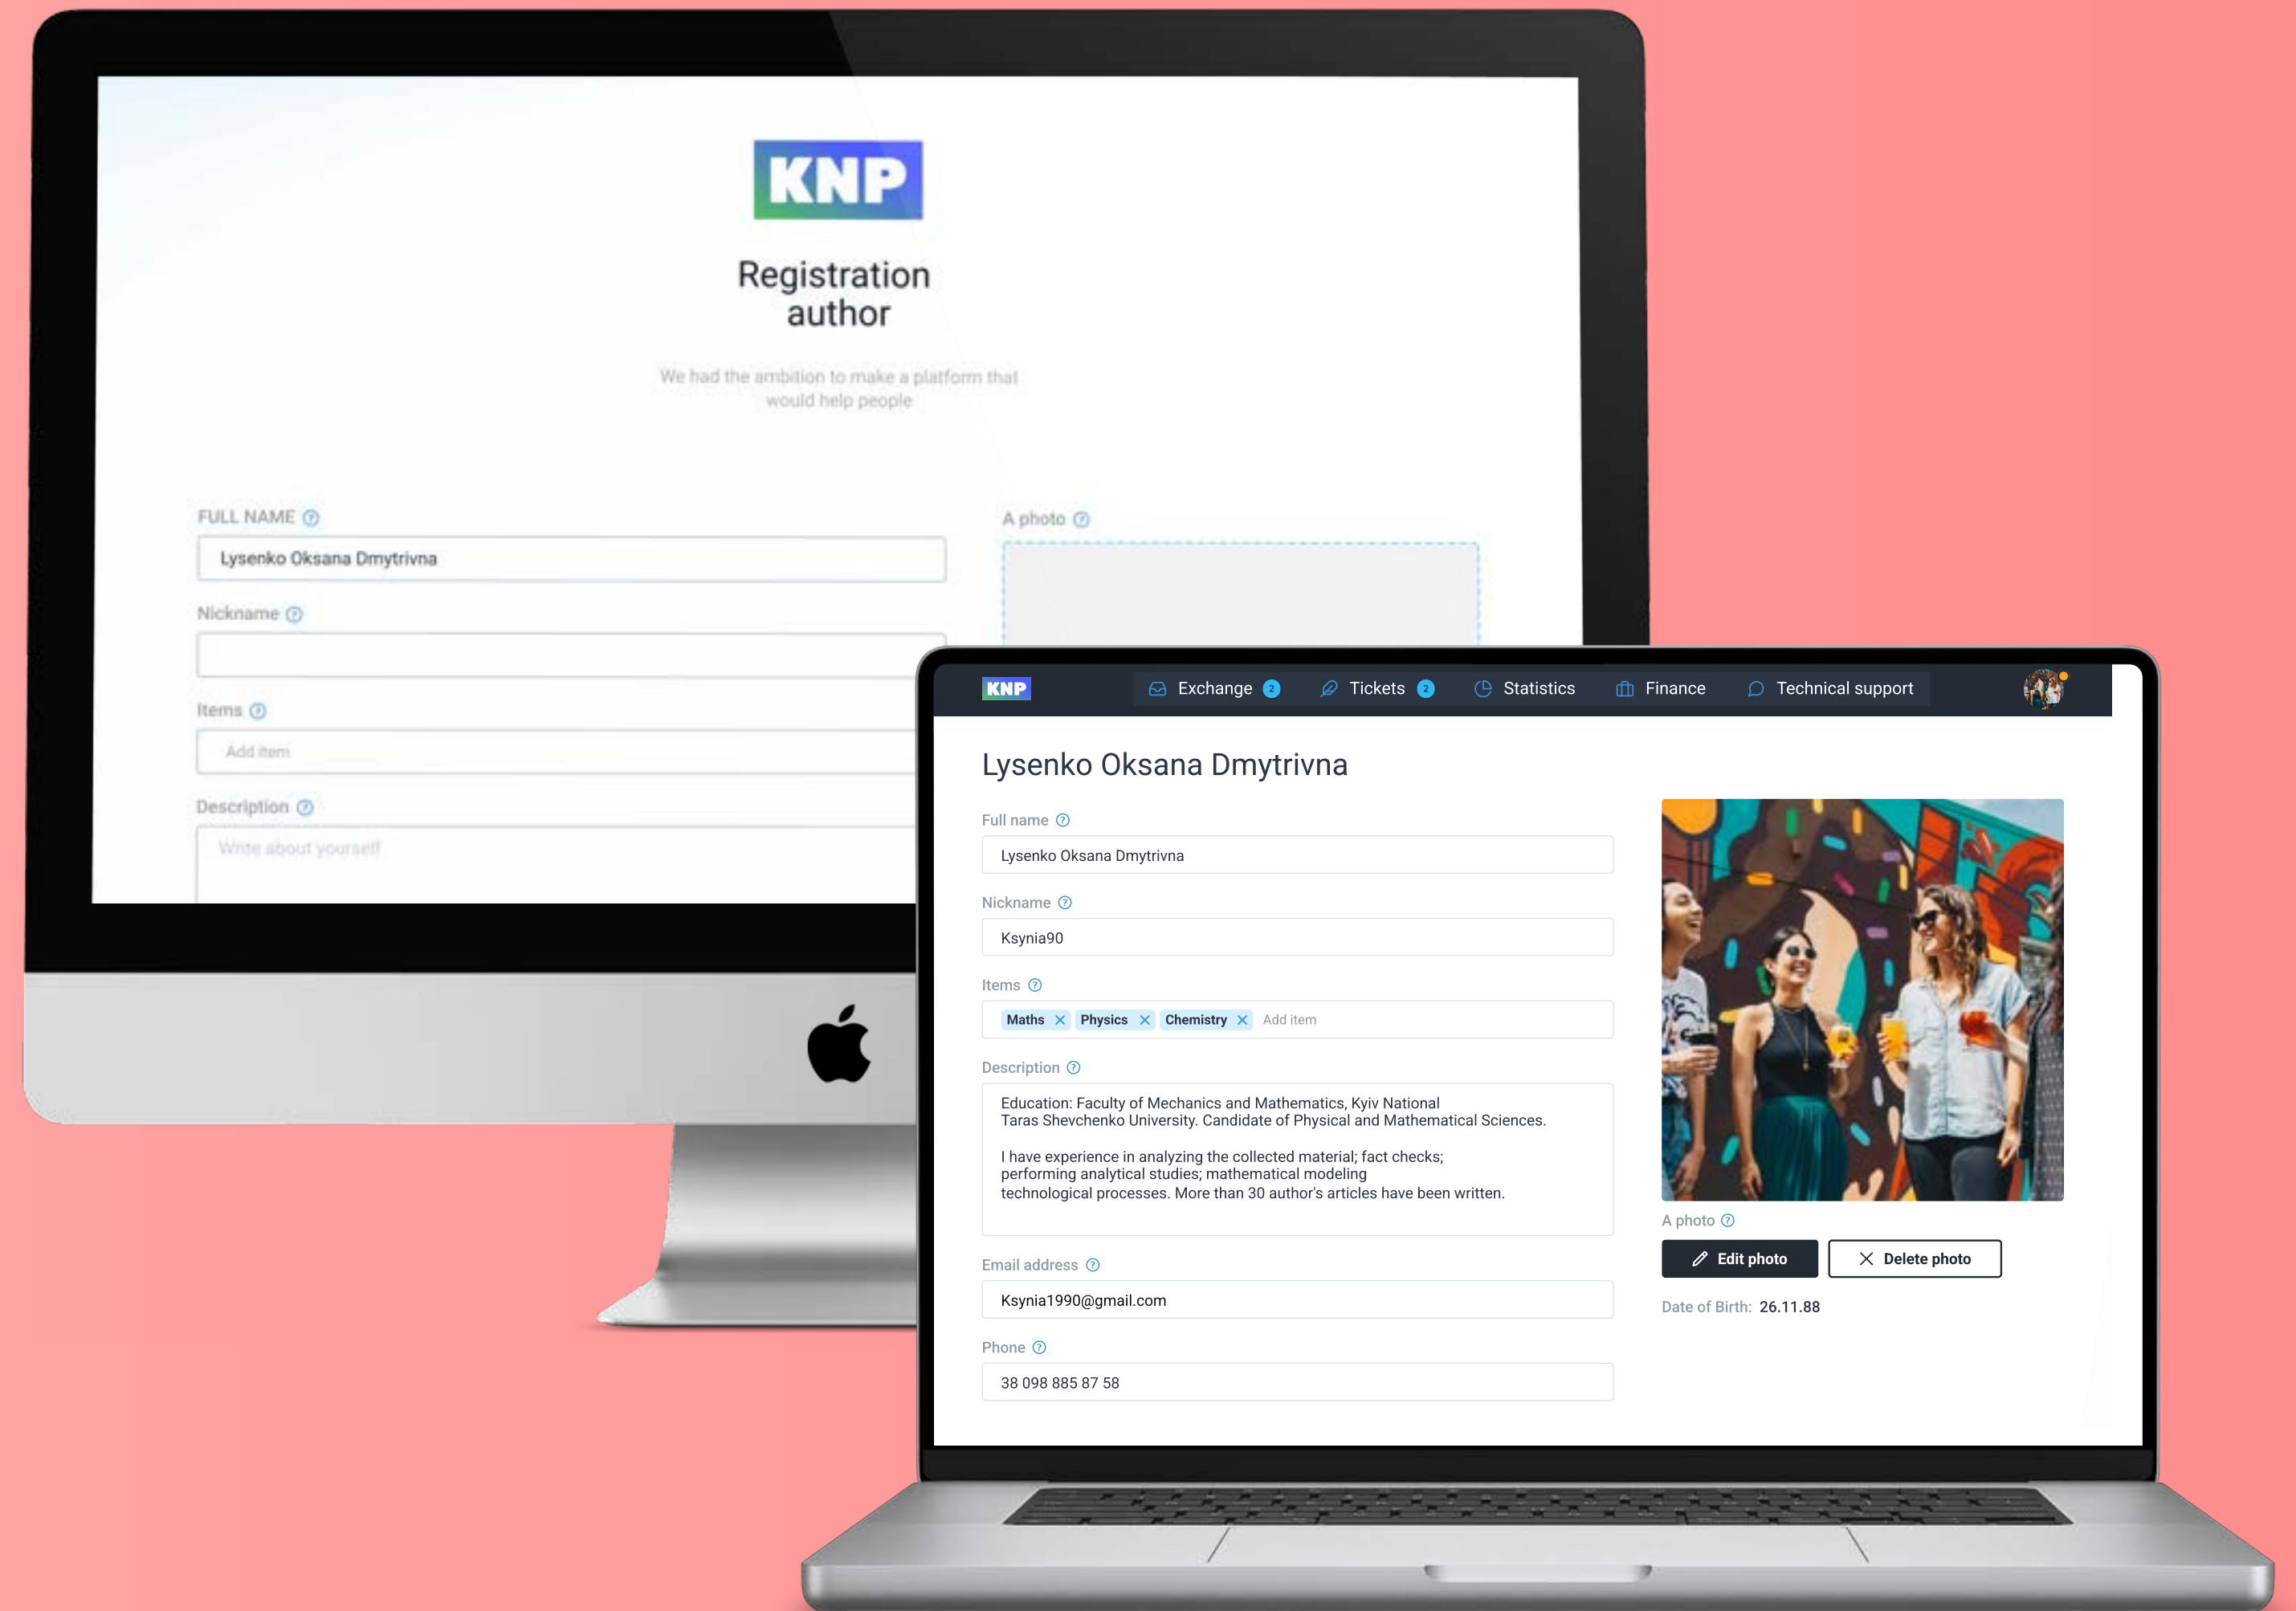 KNP
Registration
author
We had the ambition to make a platform that
would help people
FULL NAME
Lysenko Oksana Dmytrivna
A photo
Nickname
Items
Add item
Description
Write about yourself
KNP
Exchange 2
Tickets 2
Statistics
Finance
Technical support
Lysenko Oksana Dmytrivna
Full name
Lysenko Oksana Dmytrivna
Nickname
Ksynia90
Items
Maths
Physics
Chemistry
Add item
Description
Education: Faculty of Mechanics and Mathematics, Kyiv National
Taras Shevchenko University. Candidate of Physical and Mathematical Sciences.
I have experience in analyzing the collected material; fact checks;
performing analytical studies; mathematical modeling
technological processes. More than 30 author's articles have been written.
Email address
Ksynia1990@gmail.com
Phone
38 098 885 87 58
A photo
Edit photo
Delete photo
Date of Birth: 26.11.88